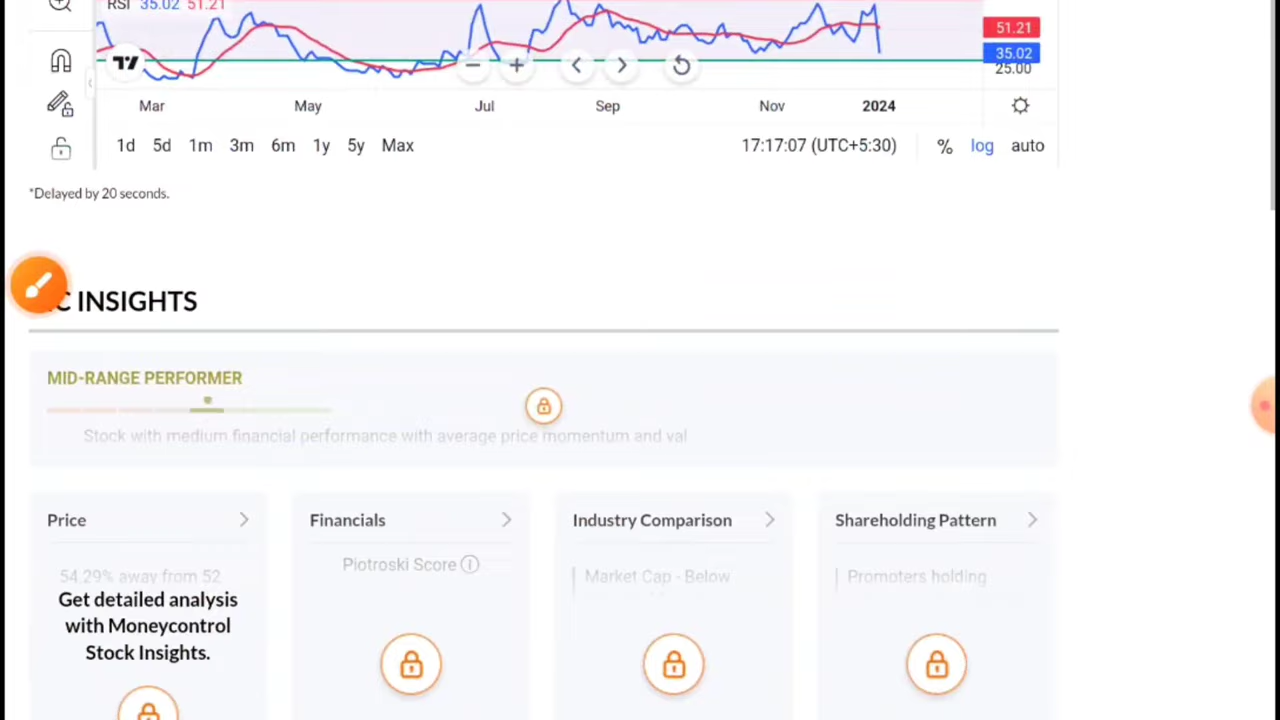 RSI 35.02 51.21
51.21
35.02
25.00
Mar May Jul Sep Nov 2024
1d 5d 1m 3m 6m 1y 5y Max 17:17:07 (UTC+5:30) % log auto
*Delayed by 20 seconds.
C INSIGHTS
MID-RANGE PERFORMER
Stock with medium financial performance with average price momentum and val
Price Financials Industry Comparison Shareholding Pattern
54.29% away from 52 Piotroski Score Market Cap - Below Promoters holding
Get detailed analysis
with Moneycontrol
Stock Insights.